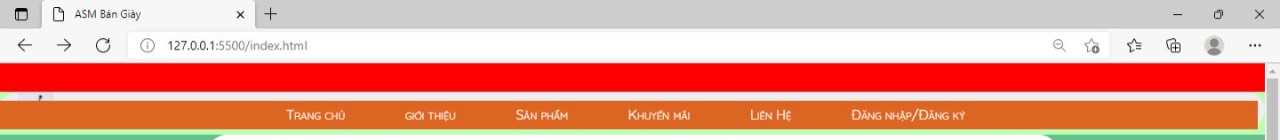 ASM Bán Giày
127.0.0.1:5500/index.html
Trang chủ giới thiệu Sản phẩm Khuyến mãi Liên Hệ Đăng nhập/Đăng ký